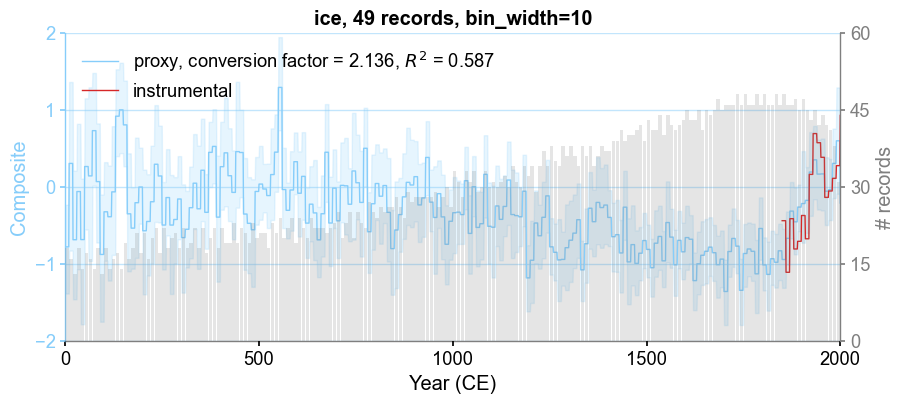 ice, 49 records, bin_width=10
proxy, conversion factor = 2.136, R² = 0.587
instrumental
2
1
0
−1
−2
Composite
60
45
30
15
0
# records
0 500 1000 1500 2000
Year (CE)